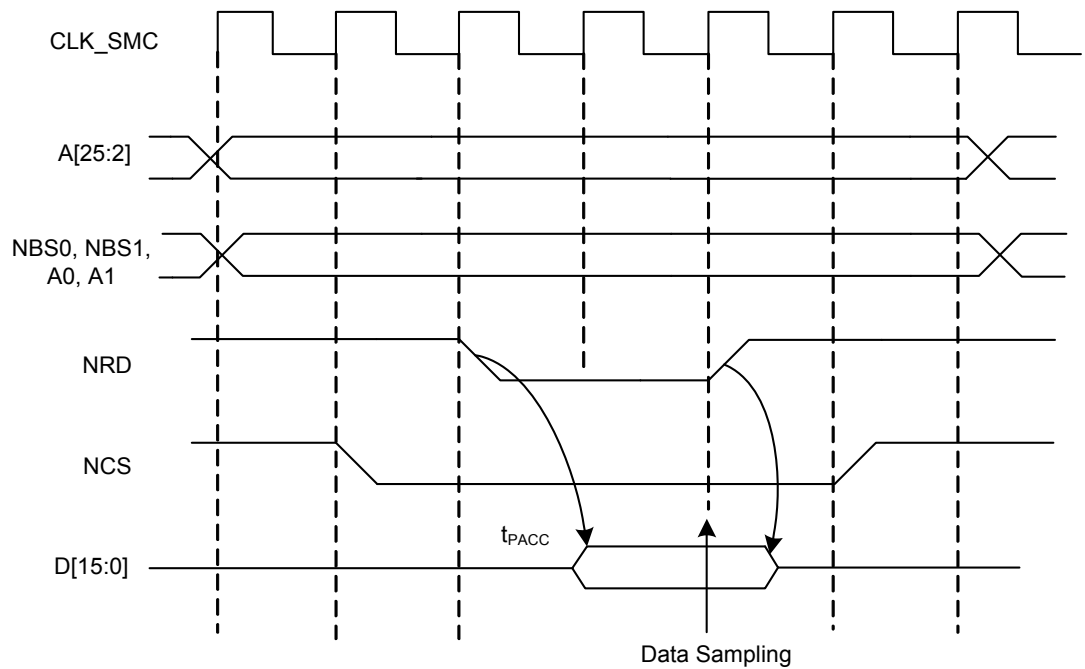 CLK_SMC
A[25:2]
NBS0, NBS1,
A0, A1
NRD
NCS
tPACC
D[15:0]
Data Sampling